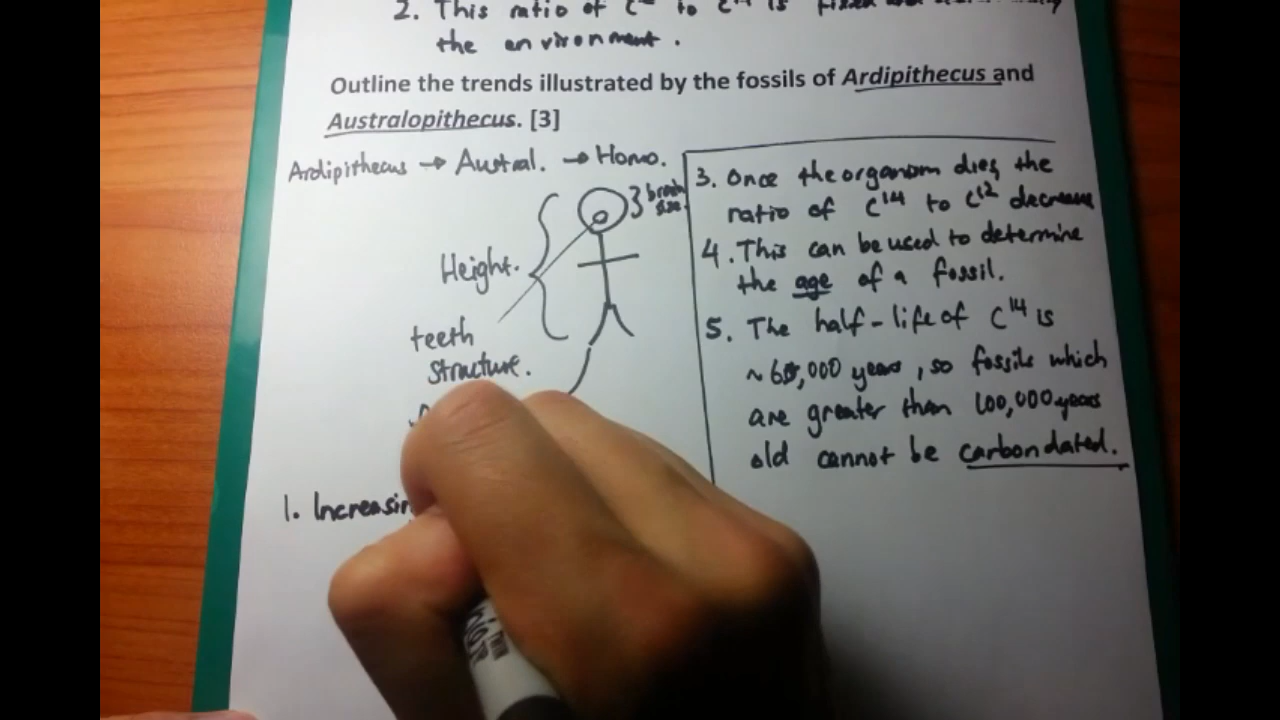 2. This ratio of C to C is
the environment.
Outline the trends illustrated by the fossils of Ardipithecus and
Australopithecus. [3]
Ardipithecus → Austral. → Homo.
brain
size.
Height.
teeth
structure.
1. Increasin
3. Once the organism dies, the
ratio of C14 to C12 decrease
4. This can be used to determine
the age of a fossil.
5. The half-life of C14 is
~ 60,000 years, so fossils which
are greater than 100,000 years
old cannot be carbondated.
TWIN